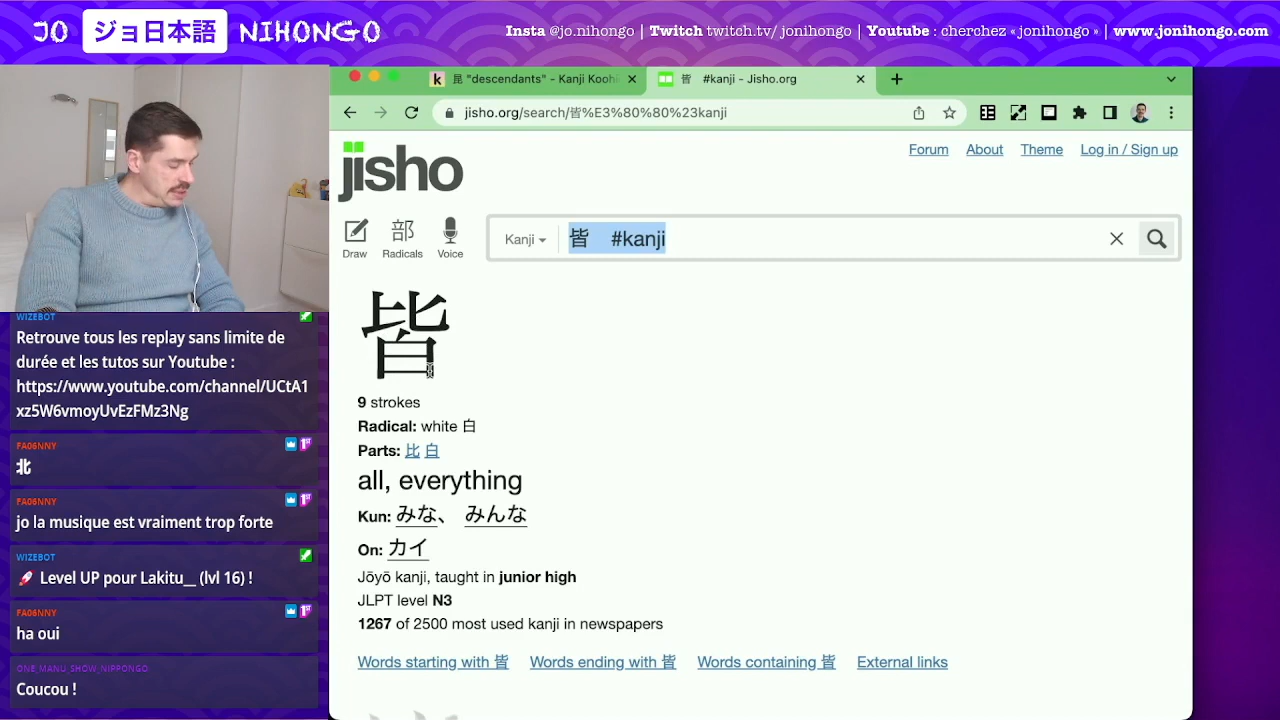 JO ジョ日本語 NIHONGO
Insta @jo.nihongo | Twitch twitch.tv/ jonihongo | Youtube : cherchez « jonihongo » | www.jonihongo.com
昆 "descendants" - Kanji Koohi
皆 #kanji - Jisho.org
jisho.org/search/皆%E3%80%80%23kanji
jisho
Forum About Theme Log in / Sign up
Draw
部 Radicals
Voice
Kanji
皆 #kanji
皆
9 strokes
Radical: white 白
Parts: 比 白
all, everything
Kun: みな、 みんな
On: カイ
Jōyō kanji, taught in junior high
JLPT level N3
1267 of 2500 most used kanji in newspapers
Words starting with 皆 Words ending with 皆 Words containing 皆 External links
WIZEBOT
Retrouve tous les replay sans limite de
durée et les tutos sur Youtube :
https://www.youtube.com/channel/UCtA1
xz5W6vmoyUvEzFMz3Ng
FA06NNY
北
FA06NNY
jo la musique est vraiment trop forte
WIZEBOT
🚀 Level UP pour Lakitu__ (lvl 16) !
FA06NNY
ha oui
ONE_MANU_SHOW_NIPPONGO
Coucou !